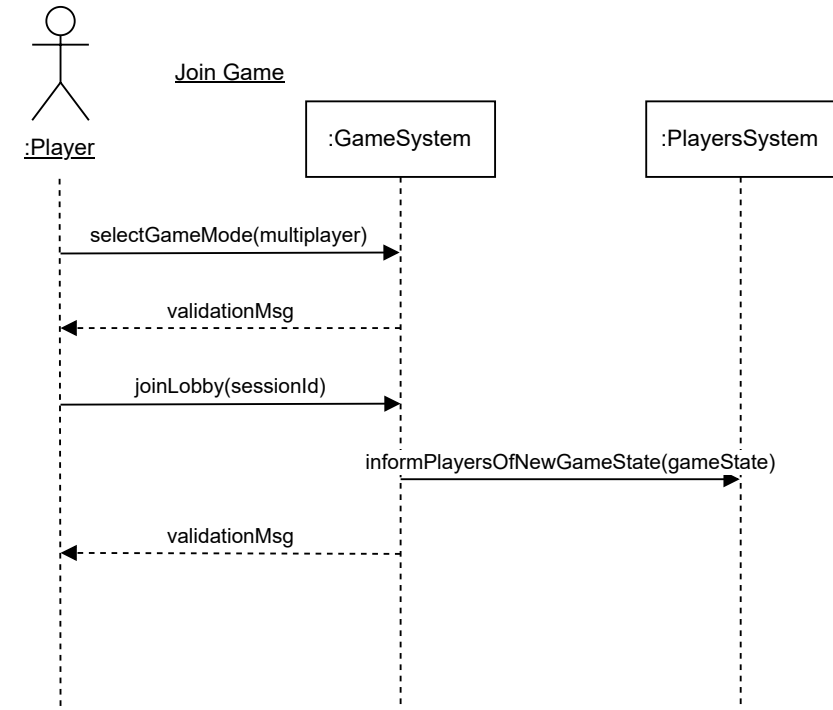 Join Game
:Player
:GameSystem
:PlayersSystem
selectGameMode(multiplayer)
validationMsg
joinLobby(sessionId)
informPlayersOfNewGameState(gameState)
validationMsg